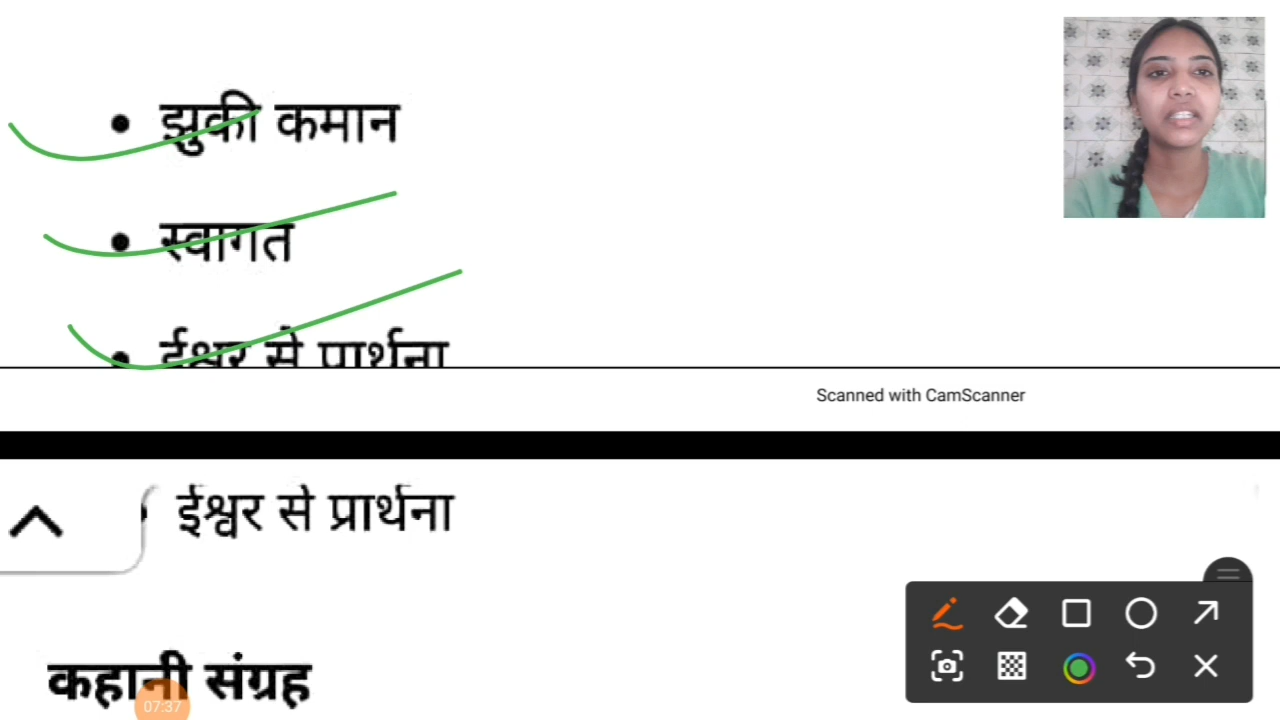 • झुकी कमान
• स्वागत
• ईश्वर से प्रार्थना
Scanned with CamScanner
ईश्वर से प्रार्थना
कहानी संग्रह
07:37